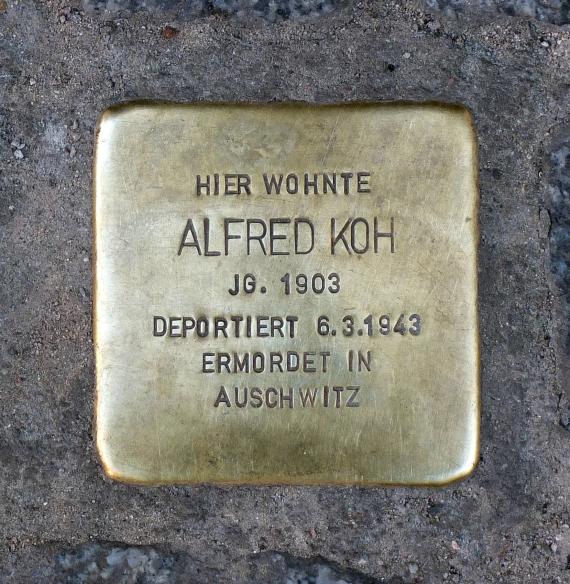 HIER WOHNTE
ALFRED KOH
JG. 1903
DEPORTIERT 6.3.1943
ERMORDET IN
AUSCHWITZ